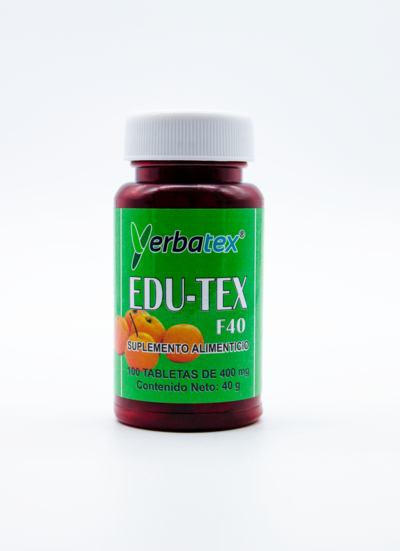 Yerbatex®
EDU-TEX
F40
SUPLEMENTO ALIMENTICIO
100 TABLETAS DE 400 mg
Contenido Neto: 40 g